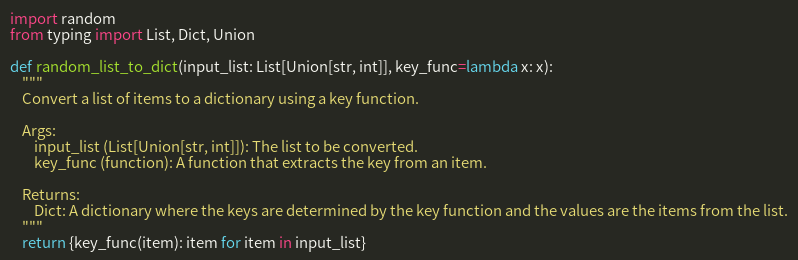 import random
from typing import List, Dict, Union

def random_list_to_dict(input_list: List[Union[str, int]], key_func=lambda x: x):
    """
    Convert a list of items to a dictionary using a key function.

    Args:
        input_list (List[Union[str, int]]): The list to be converted.
        key_func (function): A function that extracts the key from an item.

    Returns:
        Dict: A dictionary where the keys are determined by the key function and the values are the items from the list.
    """
    return {key_func(item): item for item in input_list}